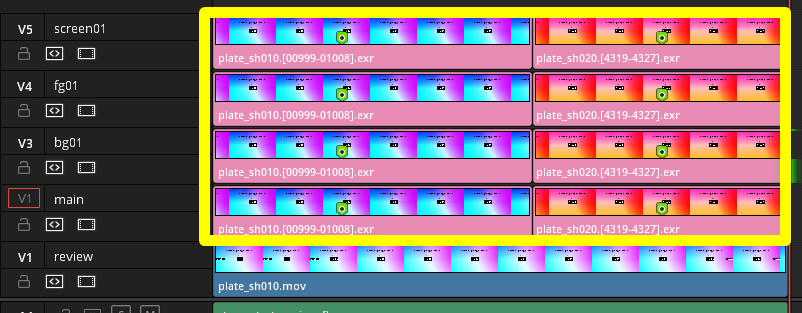 V5 screen01
plate_sh010.[00999-01008].exr plate_sh020.[4319-4327].exr
V4 fg01
plate_sh010.[00999-01008].exr plate_sh020.[4319-4327].exr
V3 bg01
plate_sh010.[00999-01008].exr plate_sh020.[4319-4327].exr
V1 main
plate_sh010.[00999-01008].exr plate_sh020.[4319-4327].exr
V1 review
plate_sh010.mov